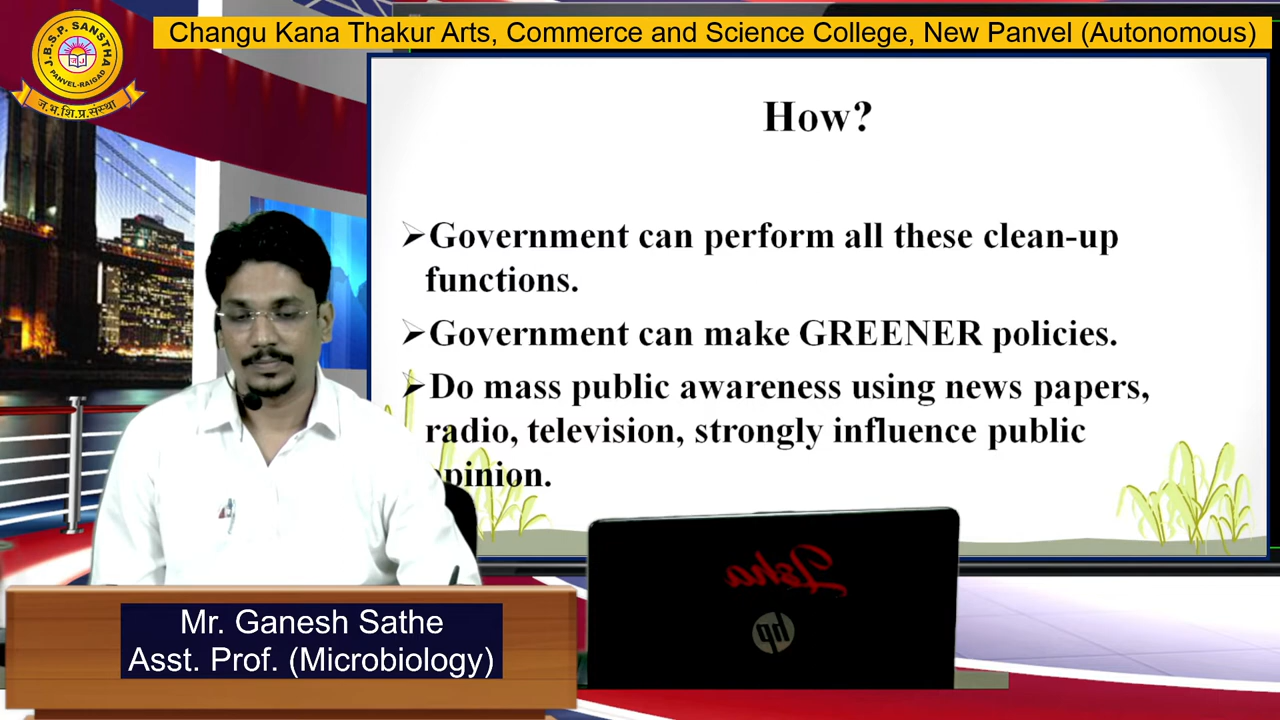 Changu Kana Thakur Arts, Commerce and Science College, New Panvel (Autonomous)
J.B.S.P. SANSTHA
PANVEL-RAIGAD
ज.भ.शि.प्र.संस्था
How?
➢Government can perform all these clean-up
functions.
➢Government can make GREENER policies.
➢Do mass public awareness using news papers,
radio, television, strongly influence public
opinion.
Isha
hp
Mr. Ganesh Sathe
Asst. Prof. (Microbiology)